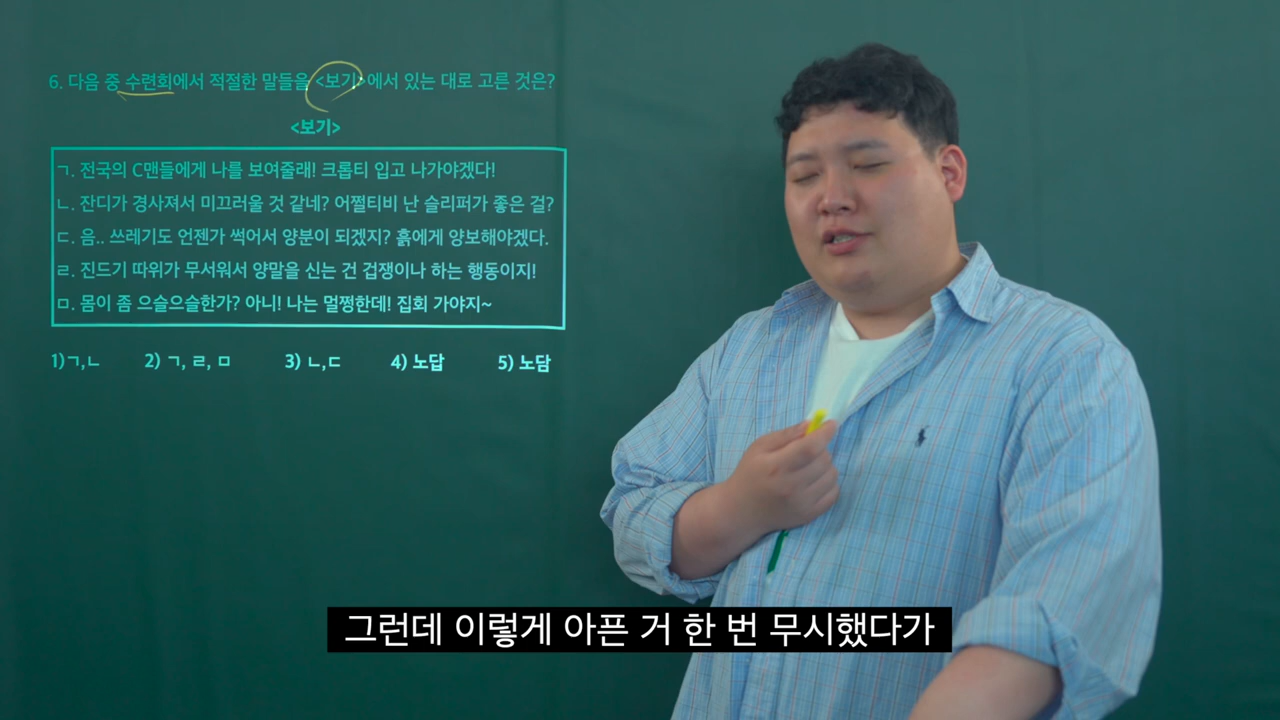 6. 다음 중 수련회에서 적절한 말들을 <보기>에서 있는 대로 고른 것은?
<보기>
ㄱ. 전국의 C맨들에게 나를 보여줄래! 크롭티 입고 나가야겠다!
ㄴ. 잔디가 경사져서 미끄러울 것 같네? 어쩔티비 난 슬리퍼가 좋은 걸?
ㄷ. 음.. 쓰레기도 언젠가 썩어서 양분이 되겠지? 흙에게 양보해야겠다.
ㄹ. 진드기 따위가 무서워서 양말을 신는 건 겁쟁이나 하는 행동이지!
ㅁ. 몸이 좀 으슬으슬한가? 아니! 나는 멀쩡한데! 집회 가야지~
1)ㄱ,ㄴ 2) ㄱ, ㄹ, ㅁ 3) ㄴ,ㄷ 4) 노답 5) 노담
그런데 이렇게 아픈 거 한 번 무시했다가